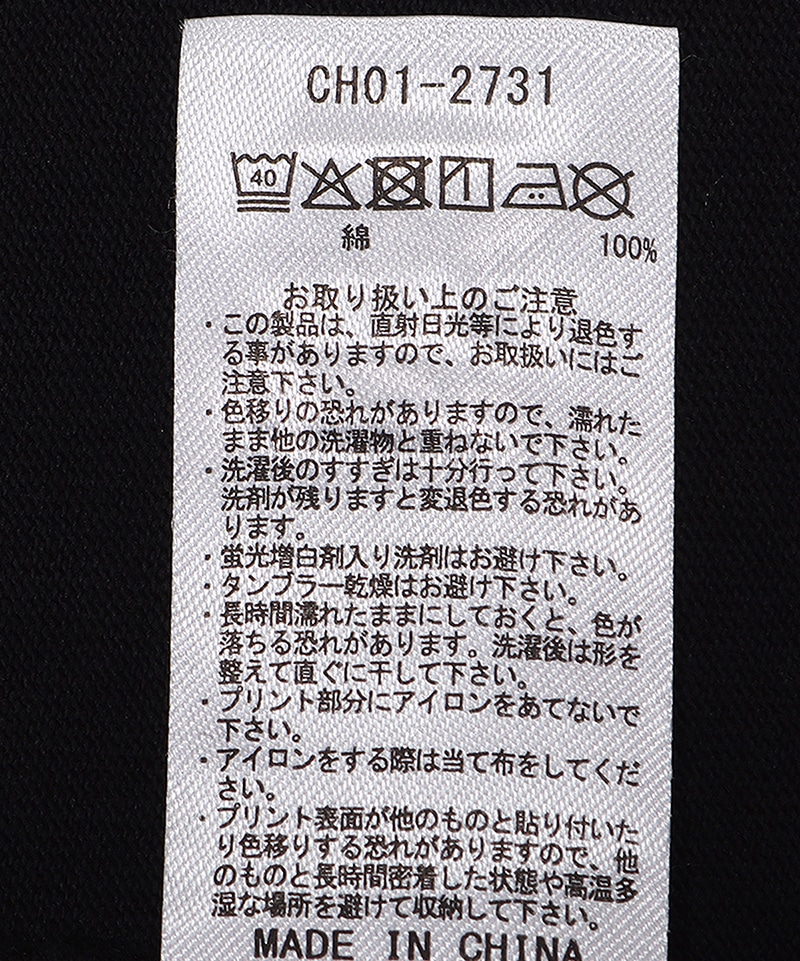 CH01-2731
40
綿 100%
お取り扱い上のご注意
・この製品は、直射日光等により退色す
る事がありますので、お取扱いにはご
注意下さい。
・色移りの恐れがありますので、濡れた
まま他の洗濯物と重ねないで下さい。
・洗濯後のすすぎは十分行って下さい。
洗剤が残りますと変退色する恐れがあ
ります。
・蛍光増白剤入り洗剤はお避け下さい。
・タンブラー乾燥はお避け下さい。
・長時間濡れたままにしておくと、色が
落ちる恐れがあります。洗濯後は形を
整えて直ぐに干して下さい。
・プリント部分にアイロンをあてないで
下さい。
・アイロンをする際は当て布をしてくだ
さい。
・プリント表面が他のものと貼り付いた
り色移りする恐れがありますので、他
のものと長時間密着した状態や高温多
湿な場所を避けて収納して下さい。
MADE IN CHINA